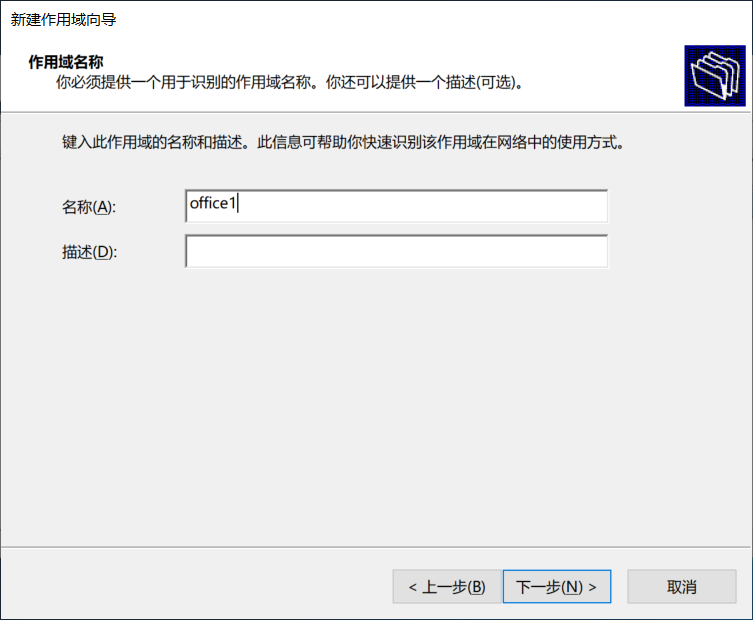 新建作用域向导
作用域名称
你必须提供一个用于识别的作用域名称。你还可以提供一个描述(可选)。
键入此作用域的名称和描述。此信息可帮助你快速识别该作用域在网络中的使用方式。
名称(A): office1
描述(D):
< 上一步(B) 下一步(N) > 取消